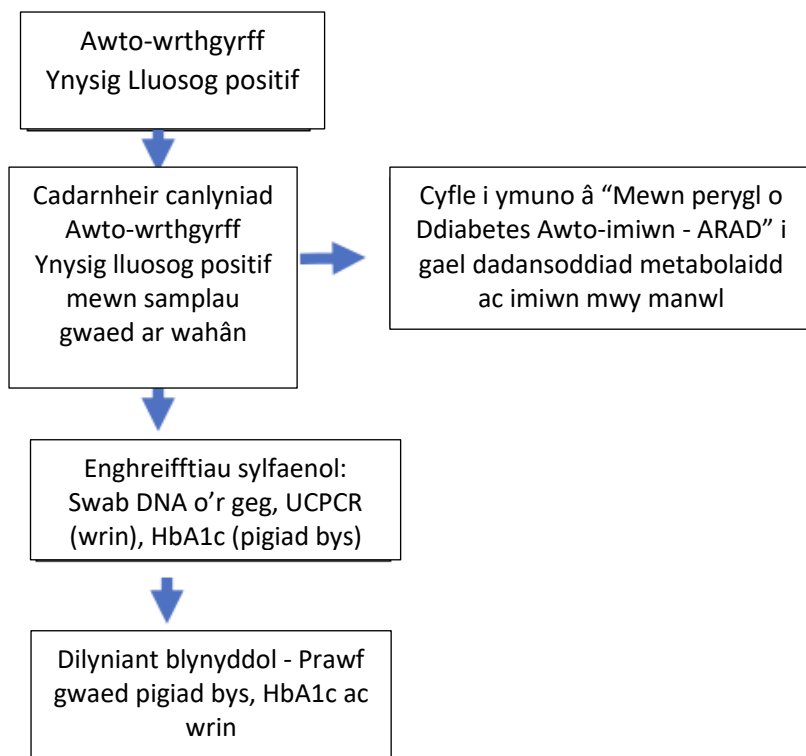 Awto-wrthgyrff
Ynysig Lluosog positif
Cadarnheir canlyniad
Awto-wrthgyrff
Ynysig lluosog positif
mewn samplau
gwaed ar wahân
Cyfle i ymuno â “Mewn perygl o
Ddiabetes Awto-imiwn - ARAD” i
gael dadansoddiad metabolaidd
ac imiwn mwy manwl
Enghreifftiau sylfaenol:
Swab DNA o’r geg, UCPCR
(wrin), HbA1c (pigiad bys)
Dilyniant blynyddol - Prawf
gwaed pigiad bys, HbA1c ac
wrin